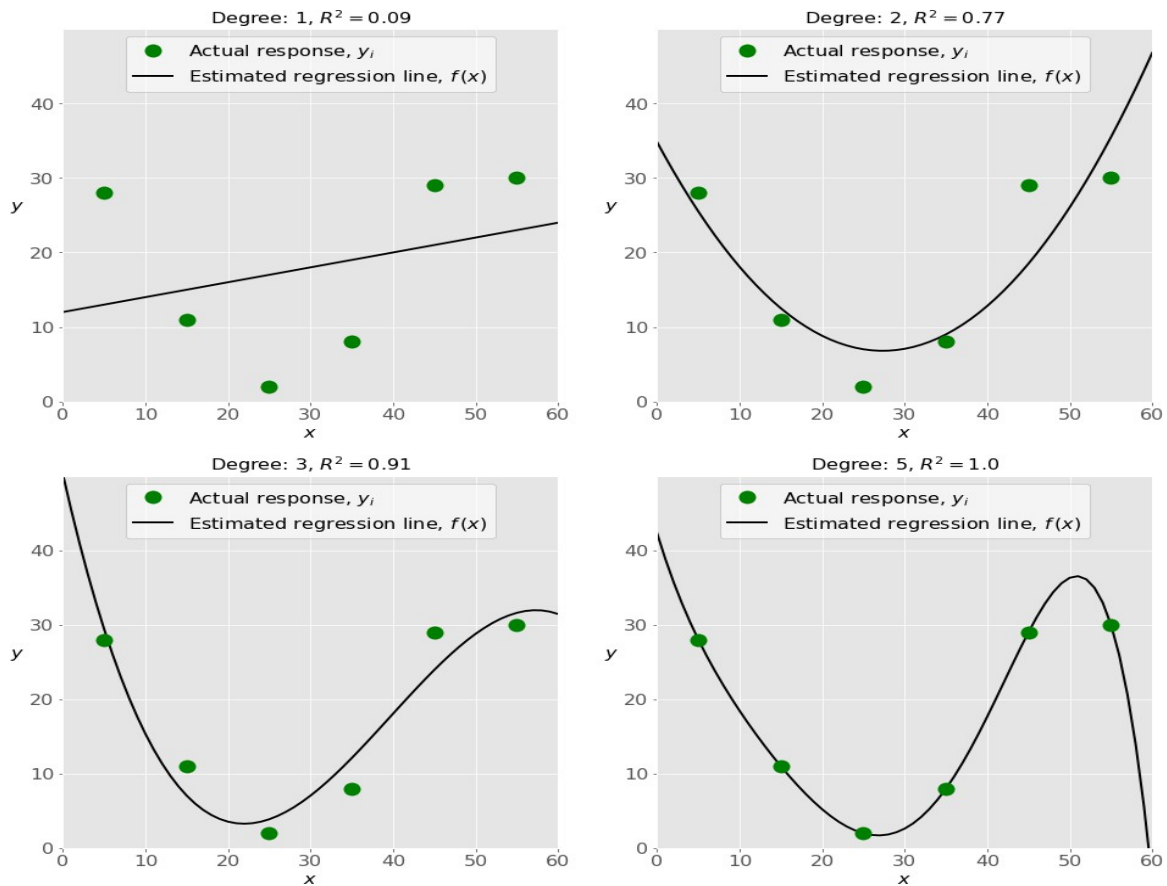 Degree: 1, R² = 0.09
Actual response, yᵢ
Estimated regression line, f(x)
40
30
y
20
10
0
0 10 20 30 40 50 60
x
Degree: 2, R² = 0.77
Actual response, yᵢ
Estimated regression line, f(x)
40
30
y
20
10
0
0 10 20 30 40 50 60
x
Degree: 3, R² = 0.91
Actual response, yᵢ
Estimated regression line, f(x)
40
30
y
20
10
0
0 10 20 30 40 50 60
x
Degree: 5, R² = 1.0
Actual response, yᵢ
Estimated regression line, f(x)
40
30
y
20
10
0
0 10 20 30 40 50 60
x